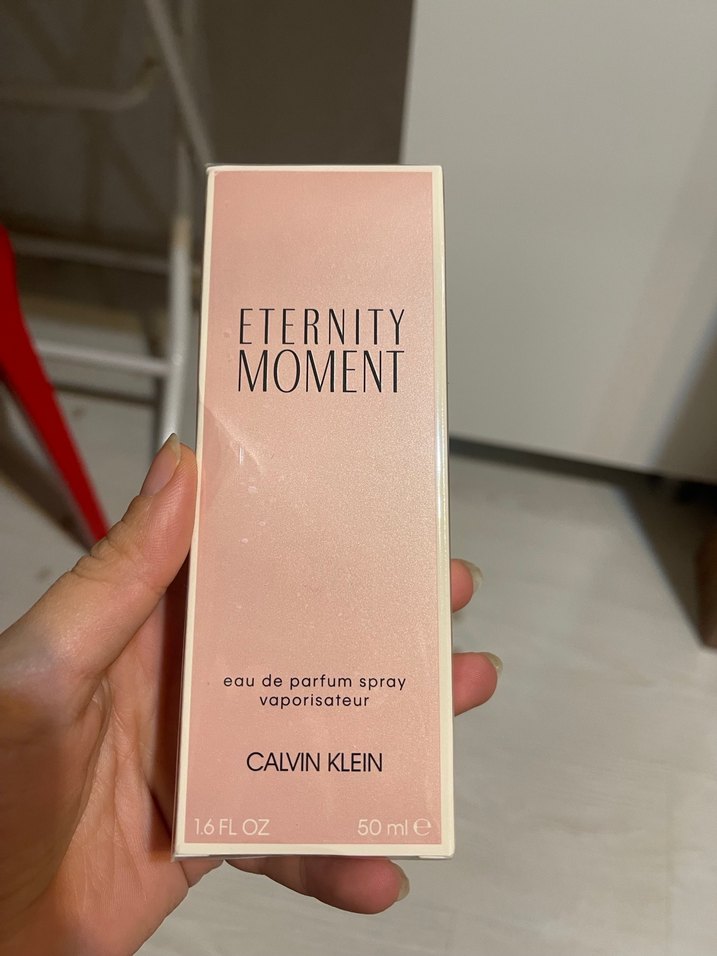 ETERNITY
MOMENT
eau de parfum spray
vaporisateur
CALVIN KLEIN
1.6 FL OZ 50 ml ℮